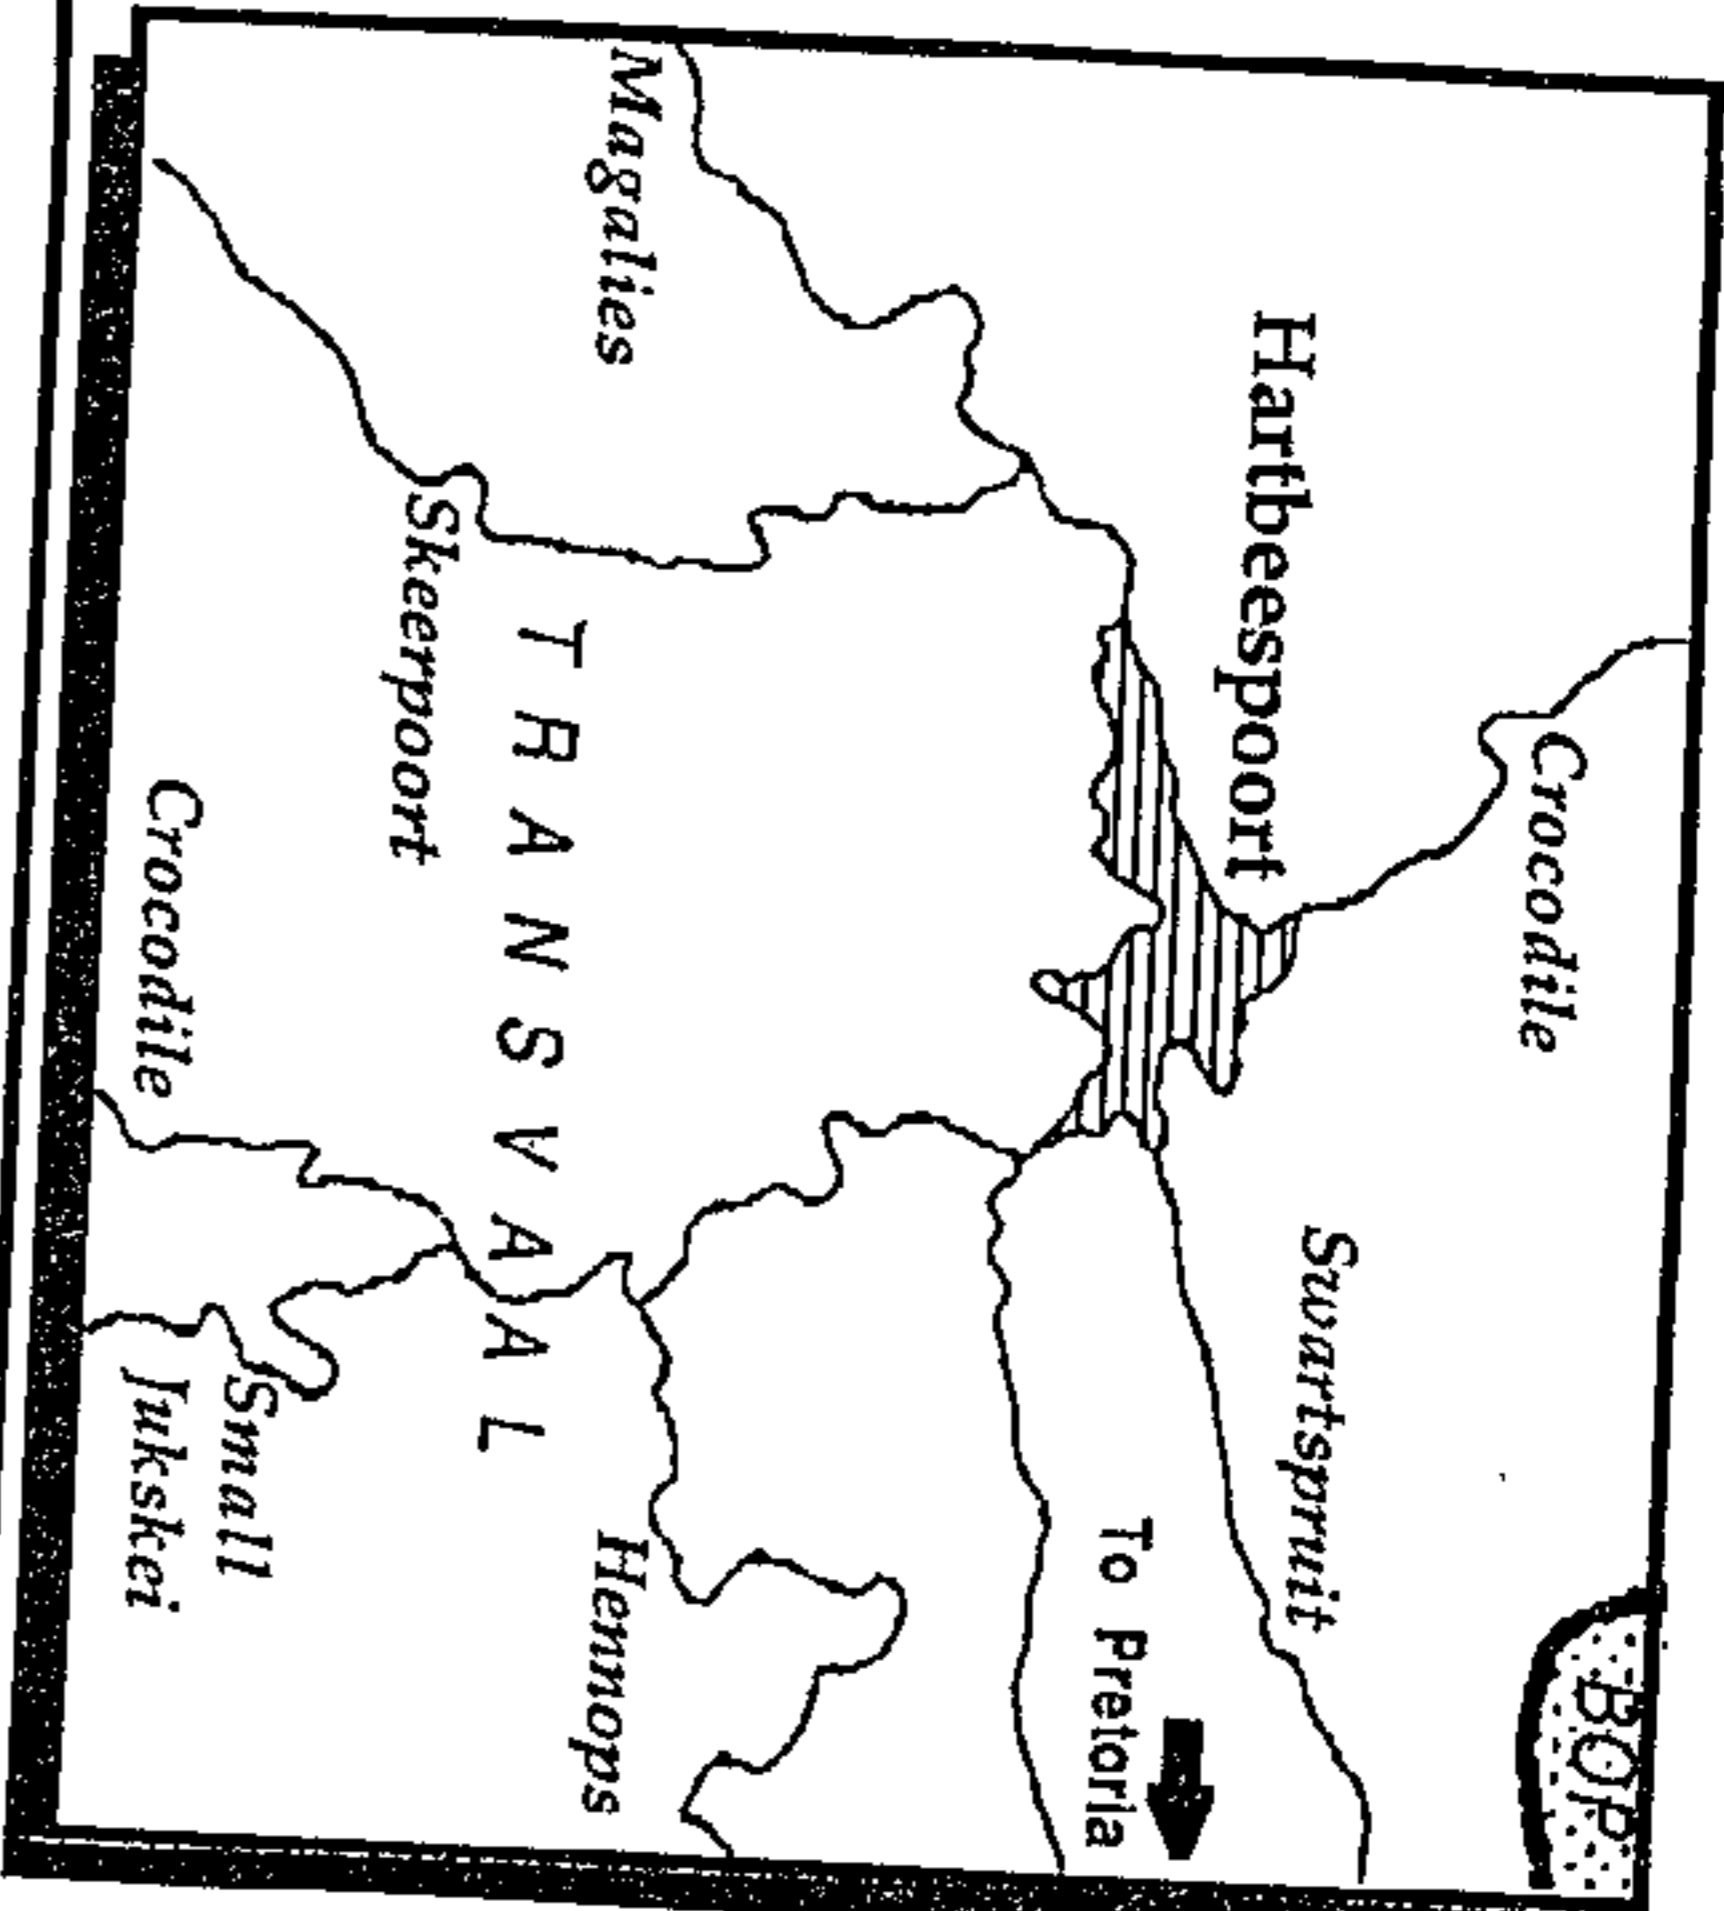 Crocodile
Hartbeespoort
Swartspruit
BOP
To Pretoria
Magalies
Hennops
TRANSVAAL
Skeerpoort
Small
Jukskei
Crocodile